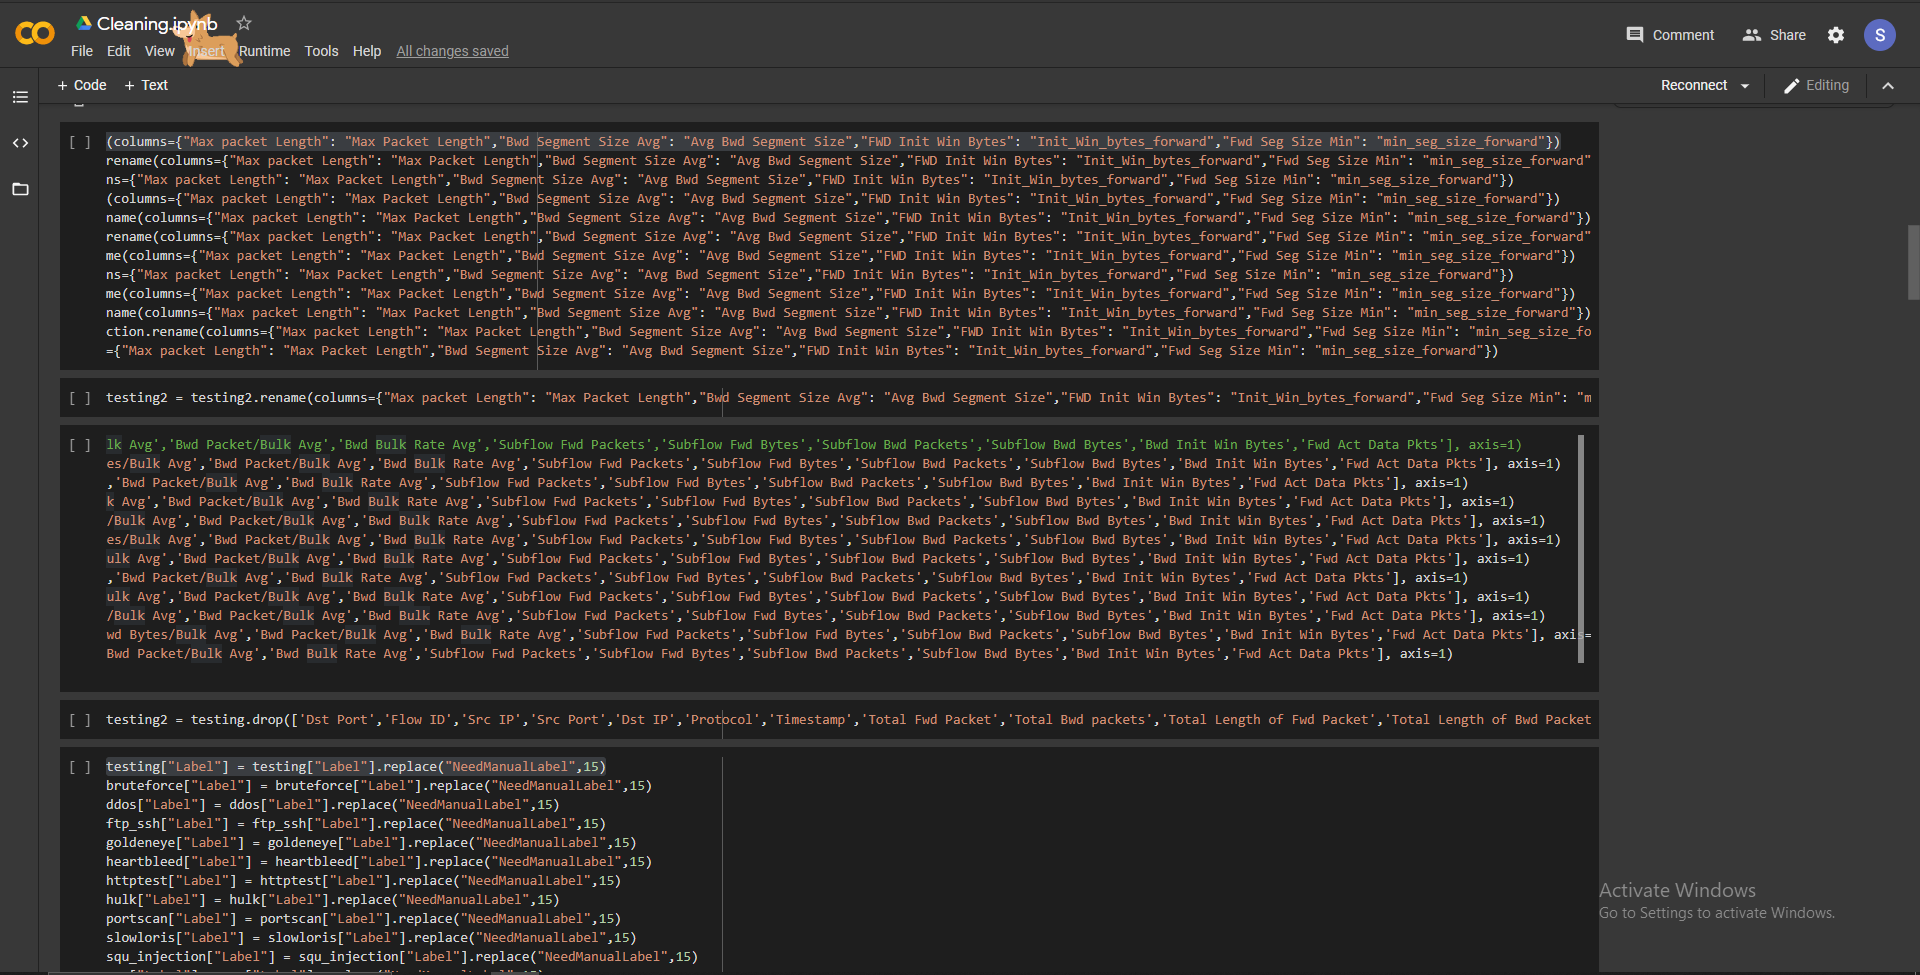 Cleaning.ipynb
File Edit View Insert Runtime Tools Help All changes saved
Comment Share S
+ Code + Text
Reconnect Editing
[ ] (columns={"Max packet Length": "Max Packet Length","Bwd Segment Size Avg": "Avg Bwd Segment Size","FWD Init Win Bytes": "Init_Win_bytes_forward","Fwd Seg Size Min": "min_seg_size_forward"})
rename(columns={"Max packet Length": "Max Packet Length","Bwd Segment Size Avg": "Avg Bwd Segment Size","FWD Init Win Bytes": "Init_Win_bytes_forward","Fwd Seg Size Min": "min_seg_size_forward"
ns={"Max packet Length": "Max Packet Length","Bwd Segment Size Avg": "Avg Bwd Segment Size","FWD Init Win Bytes": "Init_Win_bytes_forward","Fwd Seg Size Min": "min_seg_size_forward"})
(columns={"Max packet Length": "Max Packet Length","Bwd Segment Size Avg": "Avg Bwd Segment Size","FWD Init Win Bytes": "Init_Win_bytes_forward","Fwd Seg Size Min": "min_seg_size_forward"})
name(columns={"Max packet Length": "Max Packet Length","Bwd Segment Size Avg": "Avg Bwd Segment Size","FWD Init Win Bytes": "Init_Win_bytes_forward","Fwd Seg Size Min": "min_seg_size_forward"})
rename(columns={"Max packet Length": "Max Packet Length","Bwd Segment Size Avg": "Avg Bwd Segment Size","FWD Init Win Bytes": "Init_Win_bytes_forward","Fwd Seg Size Min": "min_seg_size_forward"
me(columns={"Max packet Length": "Max Packet Length","Bwd Segment Size Avg": "Avg Bwd Segment Size","FWD Init Win Bytes": "Init_Win_bytes_forward","Fwd Seg Size Min": "min_seg_size_forward"})
ns={"Max packet Length": "Max Packet Length","Bwd Segment Size Avg": "Avg Bwd Segment Size","FWD Init Win Bytes": "Init_Win_bytes_forward","Fwd Seg Size Min": "min_seg_size_forward"})
me(columns={"Max packet Length": "Max Packet Length","Bwd Segment Size Avg": "Avg Bwd Segment Size","FWD Init Win Bytes": "Init_Win_bytes_forward","Fwd Seg Size Min": "min_seg_size_forward"})
name(columns={"Max packet Length": "Max Packet Length","Bwd Segment Size Avg": "Avg Bwd Segment Size","FWD Init Win Bytes": "Init_Win_bytes_forward","Fwd Seg Size Min": "min_seg_size_forward"})
ction.rename(columns={"Max packet Length": "Max Packet Length","Bwd Segment Size Avg": "Avg Bwd Segment Size","FWD Init Win Bytes": "Init_Win_bytes_forward","Fwd Seg Size Min": "min_seg_size_fo
={"Max packet Length": "Max Packet Length","Bwd Segment Size Avg": "Avg Bwd Segment Size","FWD Init Win Bytes": "Init_Win_bytes_forward","Fwd Seg Size Min": "min_seg_size_forward"})
[ ] testing2 = testing2.rename(columns={"Max packet Length": "Max Packet Length","Bwd Segment Size Avg": "Avg Bwd Segment Size","FWD Init Win Bytes": "Init_Win_bytes_forward","Fwd Seg Size Min": "m
[ ] lk Avg','Bwd Packet/Bulk Avg','Bwd Bulk Rate Avg','Subflow Fwd Packets','Subflow Fwd Bytes','Subflow Bwd Packets','Subflow Bwd Bytes','Bwd Init Win Bytes','Fwd Act Data Pkts'], axis=1)
es/Bulk Avg','Bwd Packet/Bulk Avg','Bwd Bulk Rate Avg','Subflow Fwd Packets','Subflow Fwd Bytes','Subflow Bwd Packets','Subflow Bwd Bytes','Bwd Init Win Bytes','Fwd Act Data Pkts'], axis=1)
,'Bwd Packet/Bulk Avg','Bwd Bulk Rate Avg','Subflow Fwd Packets','Subflow Fwd Bytes','Subflow Bwd Packets','Subflow Bwd Bytes','Bwd Init Win Bytes','Fwd Act Data Pkts'], axis=1)
k Avg','Bwd Packet/Bulk Avg','Bwd Bulk Rate Avg','Subflow Fwd Packets','Subflow Fwd Bytes','Subflow Bwd Packets','Subflow Bwd Bytes','Bwd Init Win Bytes','Fwd Act Data Pkts'], axis=1)
/Bulk Avg','Bwd Packet/Bulk Avg','Bwd Bulk Rate Avg','Subflow Fwd Packets','Subflow Fwd Bytes','Subflow Bwd Packets','Subflow Bwd Bytes','Bwd Init Win Bytes','Fwd Act Data Pkts'], axis=1)
es/Bulk Avg','Bwd Packet/Bulk Avg','Bwd Bulk Rate Avg','Subflow Fwd Packets','Subflow Fwd Bytes','Subflow Bwd Packets','Subflow Bwd Bytes','Bwd Init Win Bytes','Fwd Act Data Pkts'], axis=1)
ulk Avg','Bwd Packet/Bulk Avg','Bwd Bulk Rate Avg','Subflow Fwd Packets','Subflow Fwd Bytes','Subflow Bwd Packets','Subflow Bwd Bytes','Bwd Init Win Bytes','Fwd Act Data Pkts'], axis=1)
,'Bwd Packet/Bulk Avg','Bwd Bulk Rate Avg','Subflow Fwd Packets','Subflow Fwd Bytes','Subflow Bwd Packets','Subflow Bwd Bytes','Bwd Init Win Bytes','Fwd Act Data Pkts'], axis=1)
ulk Avg','Bwd Packet/Bulk Avg','Bwd Bulk Rate Avg','Subflow Fwd Packets','Subflow Fwd Bytes','Subflow Bwd Packets','Subflow Bwd Bytes','Bwd Init Win Bytes','Fwd Act Data Pkts'], axis=1)
/Bulk Avg','Bwd Packet/Bulk Avg','Bwd Bulk Rate Avg','Subflow Fwd Packets','Subflow Fwd Bytes','Subflow Bwd Packets','Subflow Bwd Bytes','Bwd Init Win Bytes','Fwd Act Data Pkts'], axis=1)
wd Bytes/Bulk Avg','Bwd Packet/Bulk Avg','Bwd Bulk Rate Avg','Subflow Fwd Packets','Subflow Fwd Bytes','Subflow Bwd Packets','Subflow Bwd Bytes','Bwd Init Win Bytes','Fwd Act Data Pkts'], axis=
Bwd Packet/Bulk Avg','Bwd Bulk Rate Avg','Subflow Fwd Packets','Subflow Fwd Bytes','Subflow Bwd Packets','Subflow Bwd Bytes','Bwd Init Win Bytes','Fwd Act Data Pkts'], axis=1)
[ ] testing2 = testing.drop(['Dst Port','Flow ID','Src IP','Src Port','Dst IP','Protocol','Timestamp','Total Fwd Packet','Total Bwd packets','Total Length of Fwd Packet','Total Length of Bwd Packet
[ ] testing["Label"] = testing["Label"].replace("NeedManualLabel",15)
bruteforce["Label"] = bruteforce["Label"].replace("NeedManualLabel",15)
ddos["Label"] = ddos["Label"].replace("NeedManualLabel",15)
ftp_ssh["Label"] = ftp_ssh["Label"].replace("NeedManualLabel",15)
goldeneye["Label"] = goldeneye["Label"].replace("NeedManualLabel",15)
heartbleed["Label"] = heartbleed["Label"].replace("NeedManualLabel",15)
httptest["Label"] = httptest["Label"].replace("NeedManualLabel",15)
hulk["Label"] = hulk["Label"].replace("NeedManualLabel",15)
portscan["Label"] = portscan["Label"].replace("NeedManualLabel",15)
slowloris["Label"] = slowloris["Label"].replace("NeedManualLabel",15)
squ_injection["Label"] = squ_injection["Label"].replace("NeedManualLabel",15)
Activate Windows
Go to Settings to activate Windows.